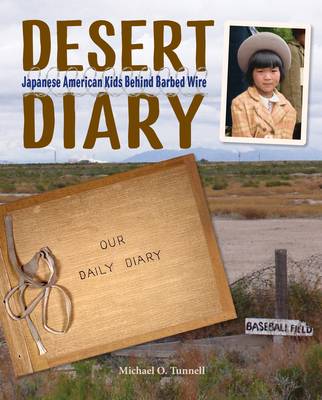 DESERT
Japanese American Kids Behind Barbed Wire
DIARY
OUR
DAILY DIARY
BASEBALL FIELD
Michael O. Tunnell